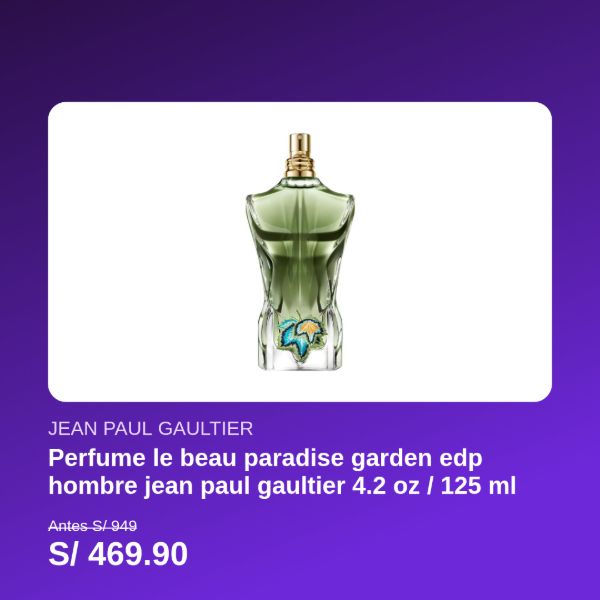 JEAN PAUL GAULTIER
Perfume le beau paradise garden edp
hombre jean paul gaultier 4.2 oz / 125 ml
Antes S/ 949
S/ 469.90